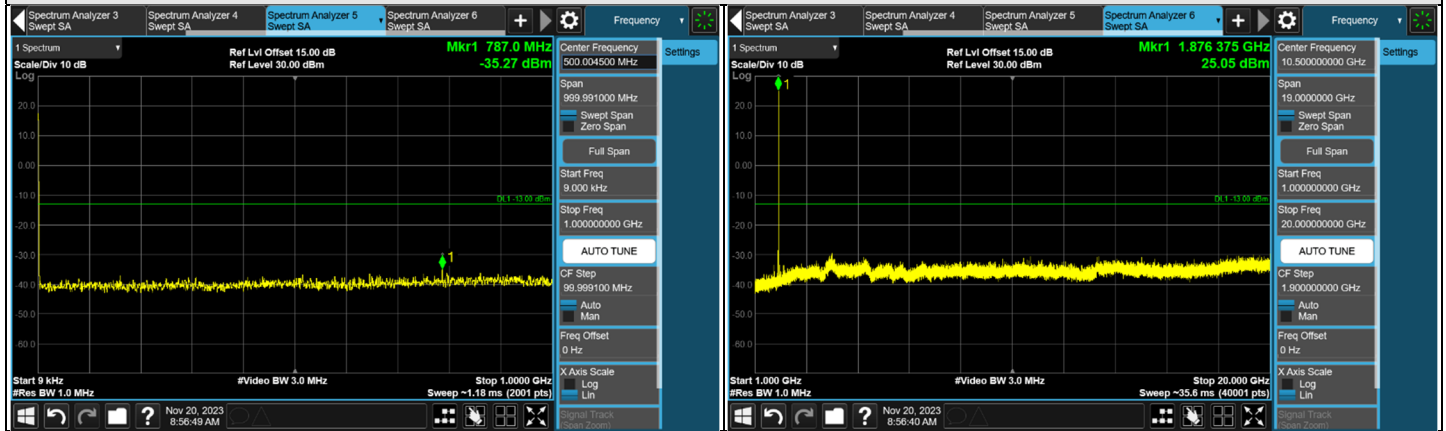 Spectrum Analyzer 3
Swept SA
Spectrum Analyzer 4
Swept SA
Spectrum Analyzer 5
Swept SA
Spectrum Analyzer 6
Swept SA
+
Frequency
1 Spectrum
Scale/Div 10 dB
Log
Ref Lvl Offset 15.00 dB
Ref Level 30.00 dBm
Mkr1 787.0 MHz
-35.27 dBm
20.0
10.0
0.00
-10.0
-20.0
-30.0
-40.0
-50.0
-60.0
DL1 -13.00 dBm
1
Start 9 kHz
#Res BW 1.0 MHz
#Video BW 3.0 MHz
Stop 1.0000 GHz
Sweep ~1.18 ms (2001 pts)
Center Frequency
500.004500 MHz
Span
999.991000 MHz
Swept Span
Zero Span
Full Span
Start Freq
9.000 kHz
Stop Freq
1.000000000 GHz
AUTO TUNE
CF Step
99.999100 MHz
Auto
Man
Freq Offset
0 Hz
X Axis Scale
Log
Lin
Signal Track
(Span Zoom)
Settings
?
Nov 20, 2023
8:56:49 AM
Spectrum Analyzer 3
Swept SA
Spectrum Analyzer 4
Swept SA
Spectrum Analyzer 5
Swept SA
Spectrum Analyzer 6
Swept SA
+
Frequency
1 Spectrum
Scale/Div 10 dB
Log
Ref Lvl Offset 15.00 dB
Ref Level 30.00 dBm
Mkr1 1.876 375 GHz
25.05 dBm
1
20.0
10.0
0.00
-10.0
-20.0
-30.0
-40.0
-50.0
-60.0
DL1 -13.00 dBm
Start 1.000 GHz
#Res BW 1.0 MHz
#Video BW 3.0 MHz
Stop 20.000 GHz
Sweep ~35.6 ms (40001 pts)
Center Frequency
10.500000000 GHz
Span
19.0000000 GHz
Swept Span
Zero Span
Full Span
Start Freq
1.000000000 GHz
Stop Freq
20.000000000 GHz
AUTO TUNE
CF Step
1.900000000 GHz
Auto
Man
Freq Offset
0 Hz
X Axis Scale
Log
Lin
Signal Track
(Span Zoom)
Settings
?
Nov 20, 2023
8:56:40 AM